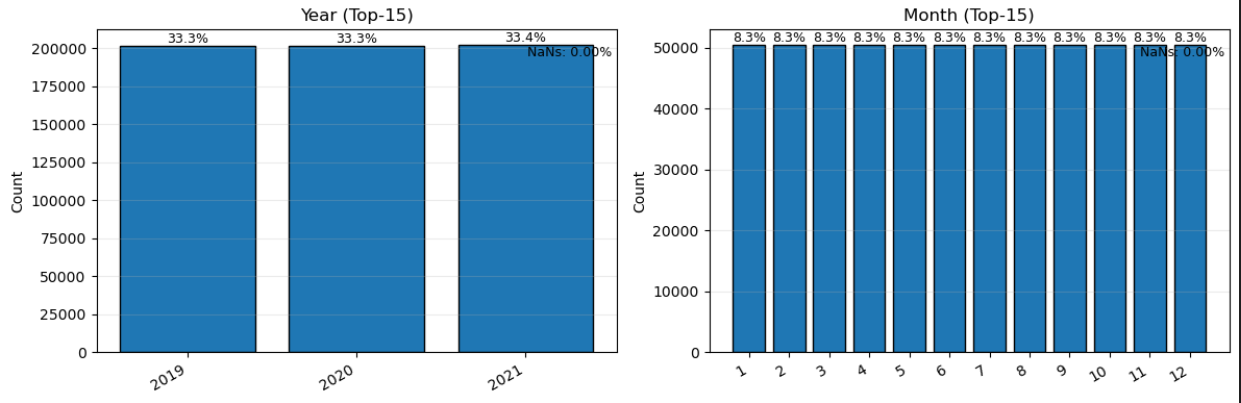 Year (Top-15)
33.3% 33.3% 33.4%
NaNs: 0.00%
200000
175000
150000
125000
100000
75000
50000
25000
0
Count
2019 2020 2021
Month (Top-15)
8.3% 8.3% 8.3% 8.3% 8.3% 8.3% 8.3% 8.3% 8.3% 8.3% 8.3% 8.3%
NaNs: 0.00%
50000
40000
30000
20000
10000
0
Count
1 2 3 4 5 6 7 8 9 10 11 12